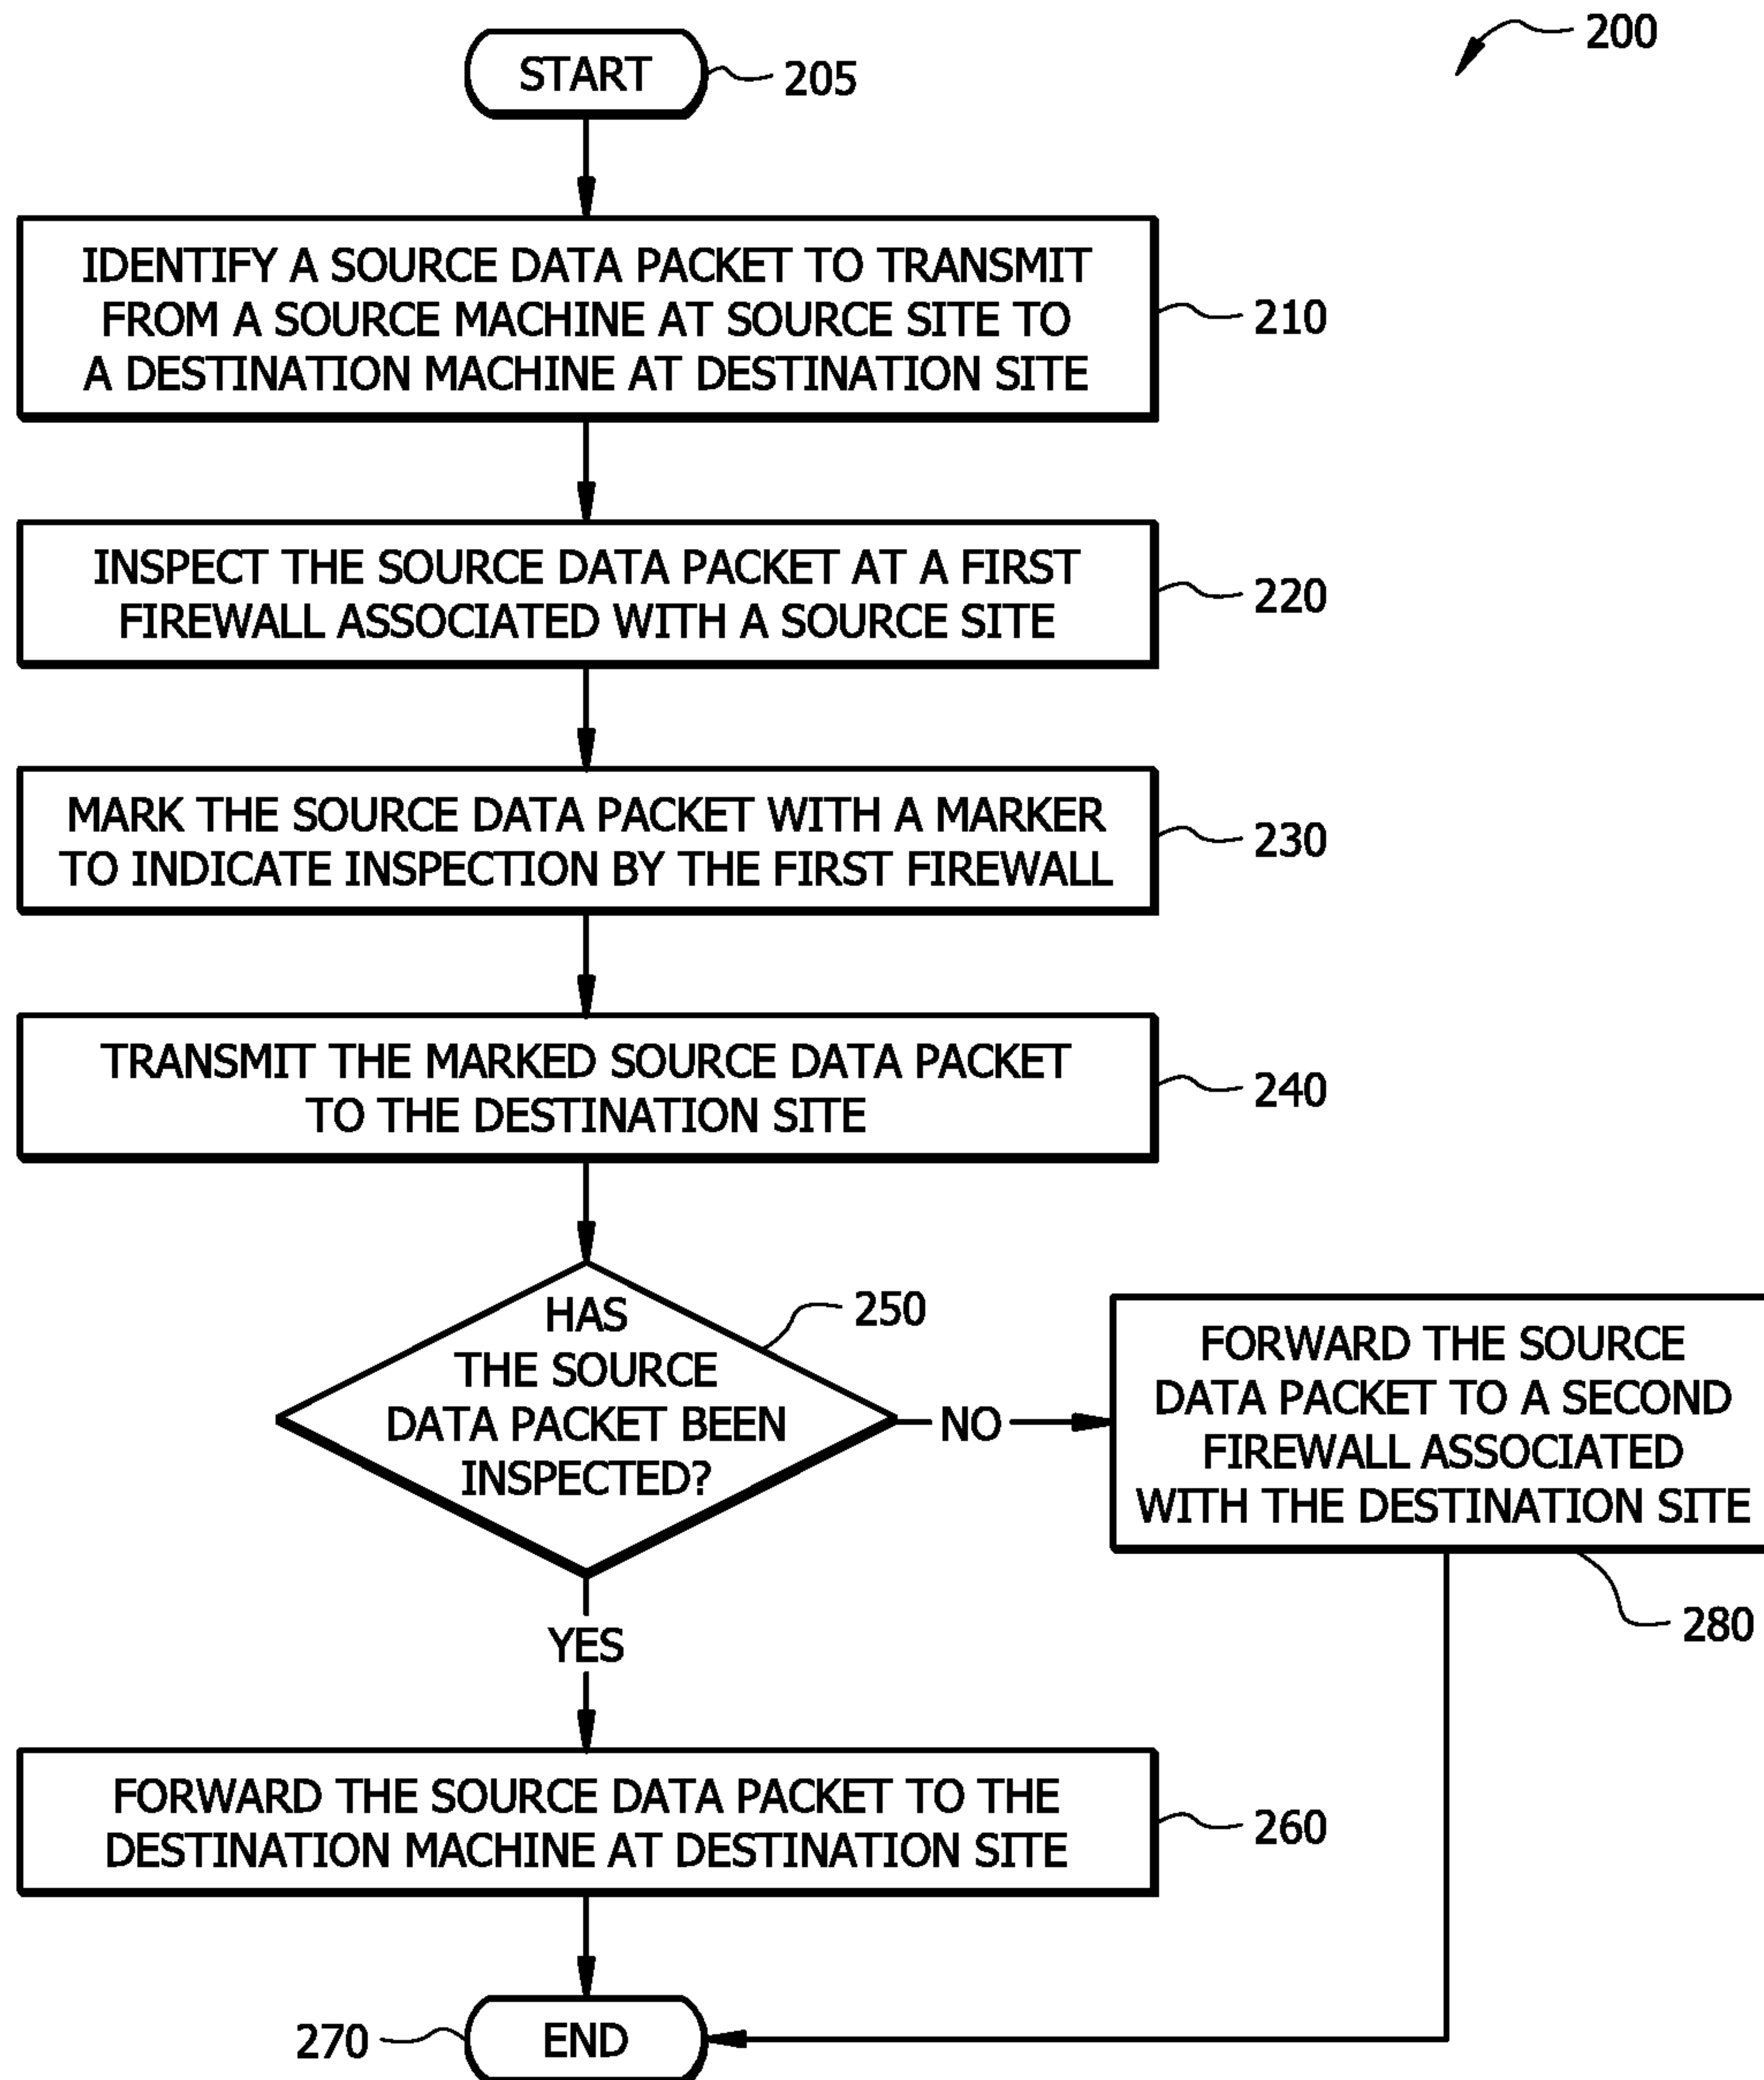 200
START
205
IDENTIFY A SOURCE DATA PACKET TO TRANSMIT
FROM A SOURCE MACHINE AT SOURCE SITE TO
A DESTINATION MACHINE AT DESTINATION SITE
210
INSPECT THE SOURCE DATA PACKET AT A FIRST
FIREWALL ASSOCIATED WITH A SOURCE SITE
220
MARK THE SOURCE DATA PACKET WITH A MARKER
TO INDICATE INSPECTION BY THE FIRST FIREWALL
230
TRANSMIT THE MARKED SOURCE DATA PACKET
TO THE DESTINATION SITE
240
HAS
THE SOURCE
DATA PACKET BEEN
INSPECTED?
250
NO
FORWARD THE SOURCE
DATA PACKET TO A SECOND
FIREWALL ASSOCIATED
WITH THE DESTINATION SITE
280
YES
FORWARD THE SOURCE DATA PACKET TO THE
DESTINATION MACHINE AT DESTINATION SITE
260
270
END